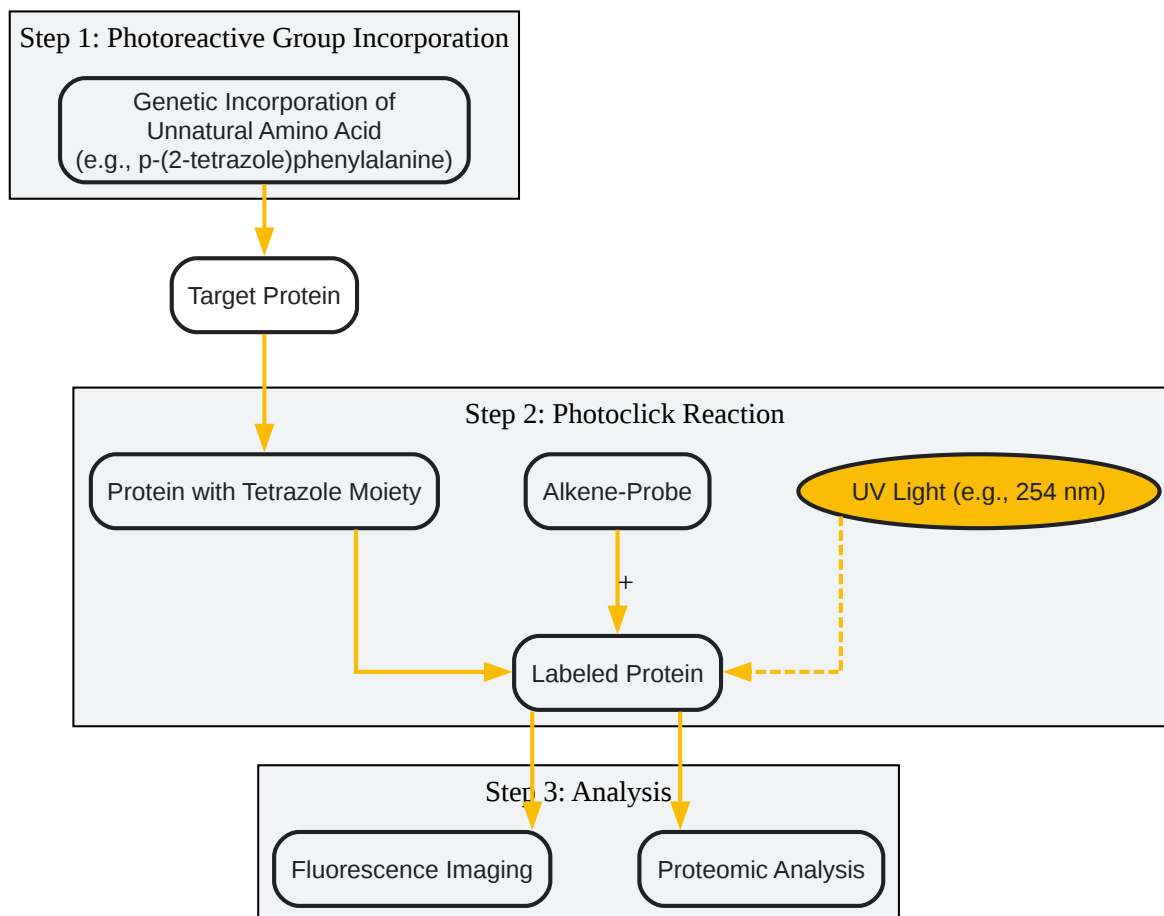 Step 1: Photoreactive Group Incorporation
Genetic Incorporation of
Unnatural Amino Acid
(e.g., p-(2-tetrazole)phenylalanine)
Target Protein
Step 2: Photoclick Reaction
Protein with Tetrazole Moiety
Alkene-Probe
UV Light (e.g., 254 nm)
+
Labeled Protein
Step 3: Analysis
Fluorescence Imaging
Proteomic Analysis